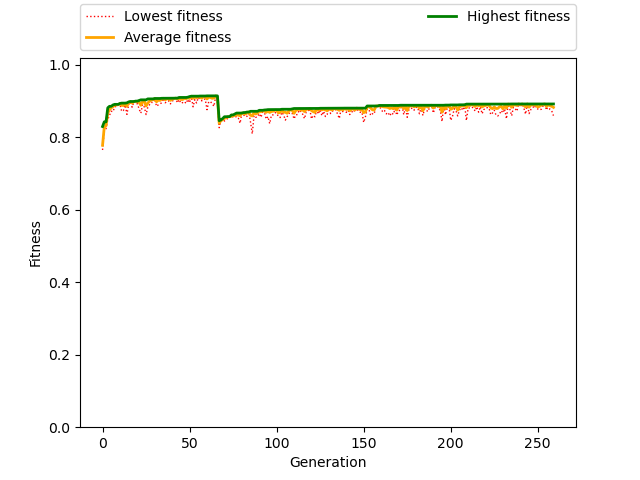 Lowest fitness
Average fitness
Highest fitness
1.0
0.8
0.6
0.4
0.2
0.0
Fitness
0 50 100 150 200 250
Generation